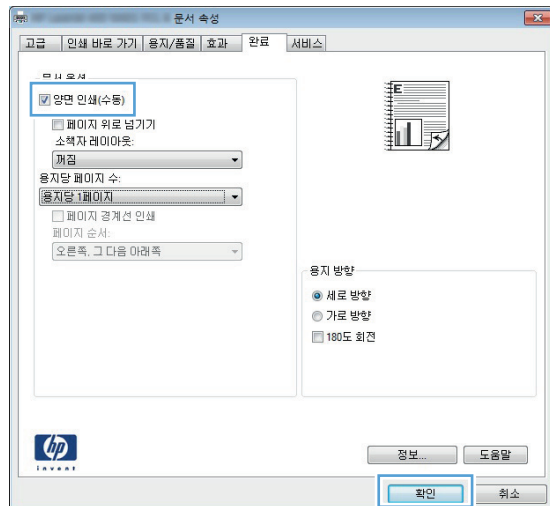 문서 속성
고급 인쇄 바로 가기 용지/품질 효과 완료 서비스
문서 옵션
양면 인쇄(수동)
페이지 위로 넘기기
소책자 레이아웃:
꺼짐
용지당 페이지 수:
용지당 1페이지
페이지 경계선 인쇄
페이지 순서:
오른쪽, 그 다음 아래쪽
E
용지 방향
세로 방향
가로 방향
180도 회전
hp
invent
정보... 도움말
확인 취소